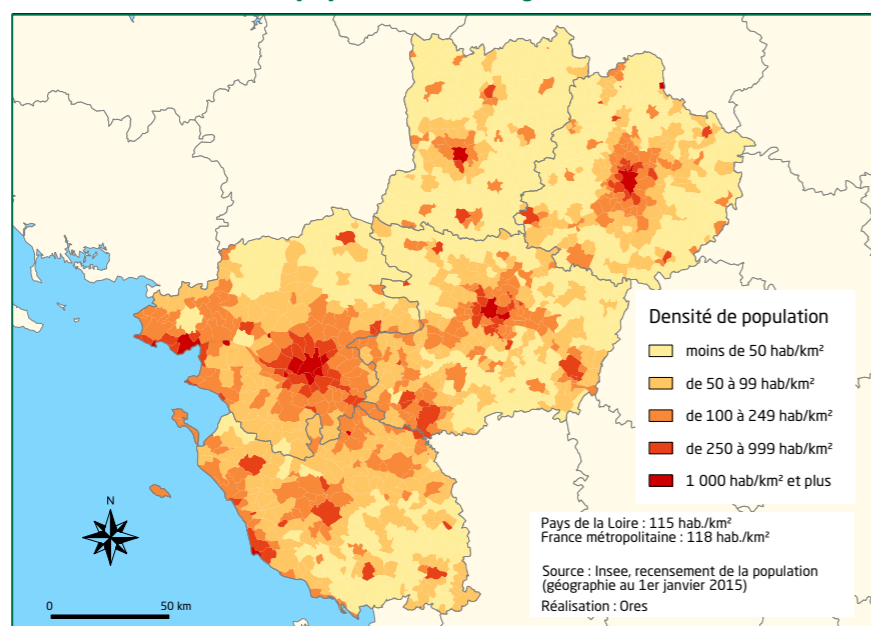 Densité de population
moins de 50 hab/km²
de 50 à 99 hab/km²
de 100 à 249 hab/km²
de 250 à 999 hab/km²
1 000 hab/km² et plus
Pays de la Loire : 115 hab./km²
France métropolitaine : 118 hab./km²
Source : Insee, recensement de la population
(géographie au 1er janvier 2015)
Réalisation : Ores
N
0 50 km